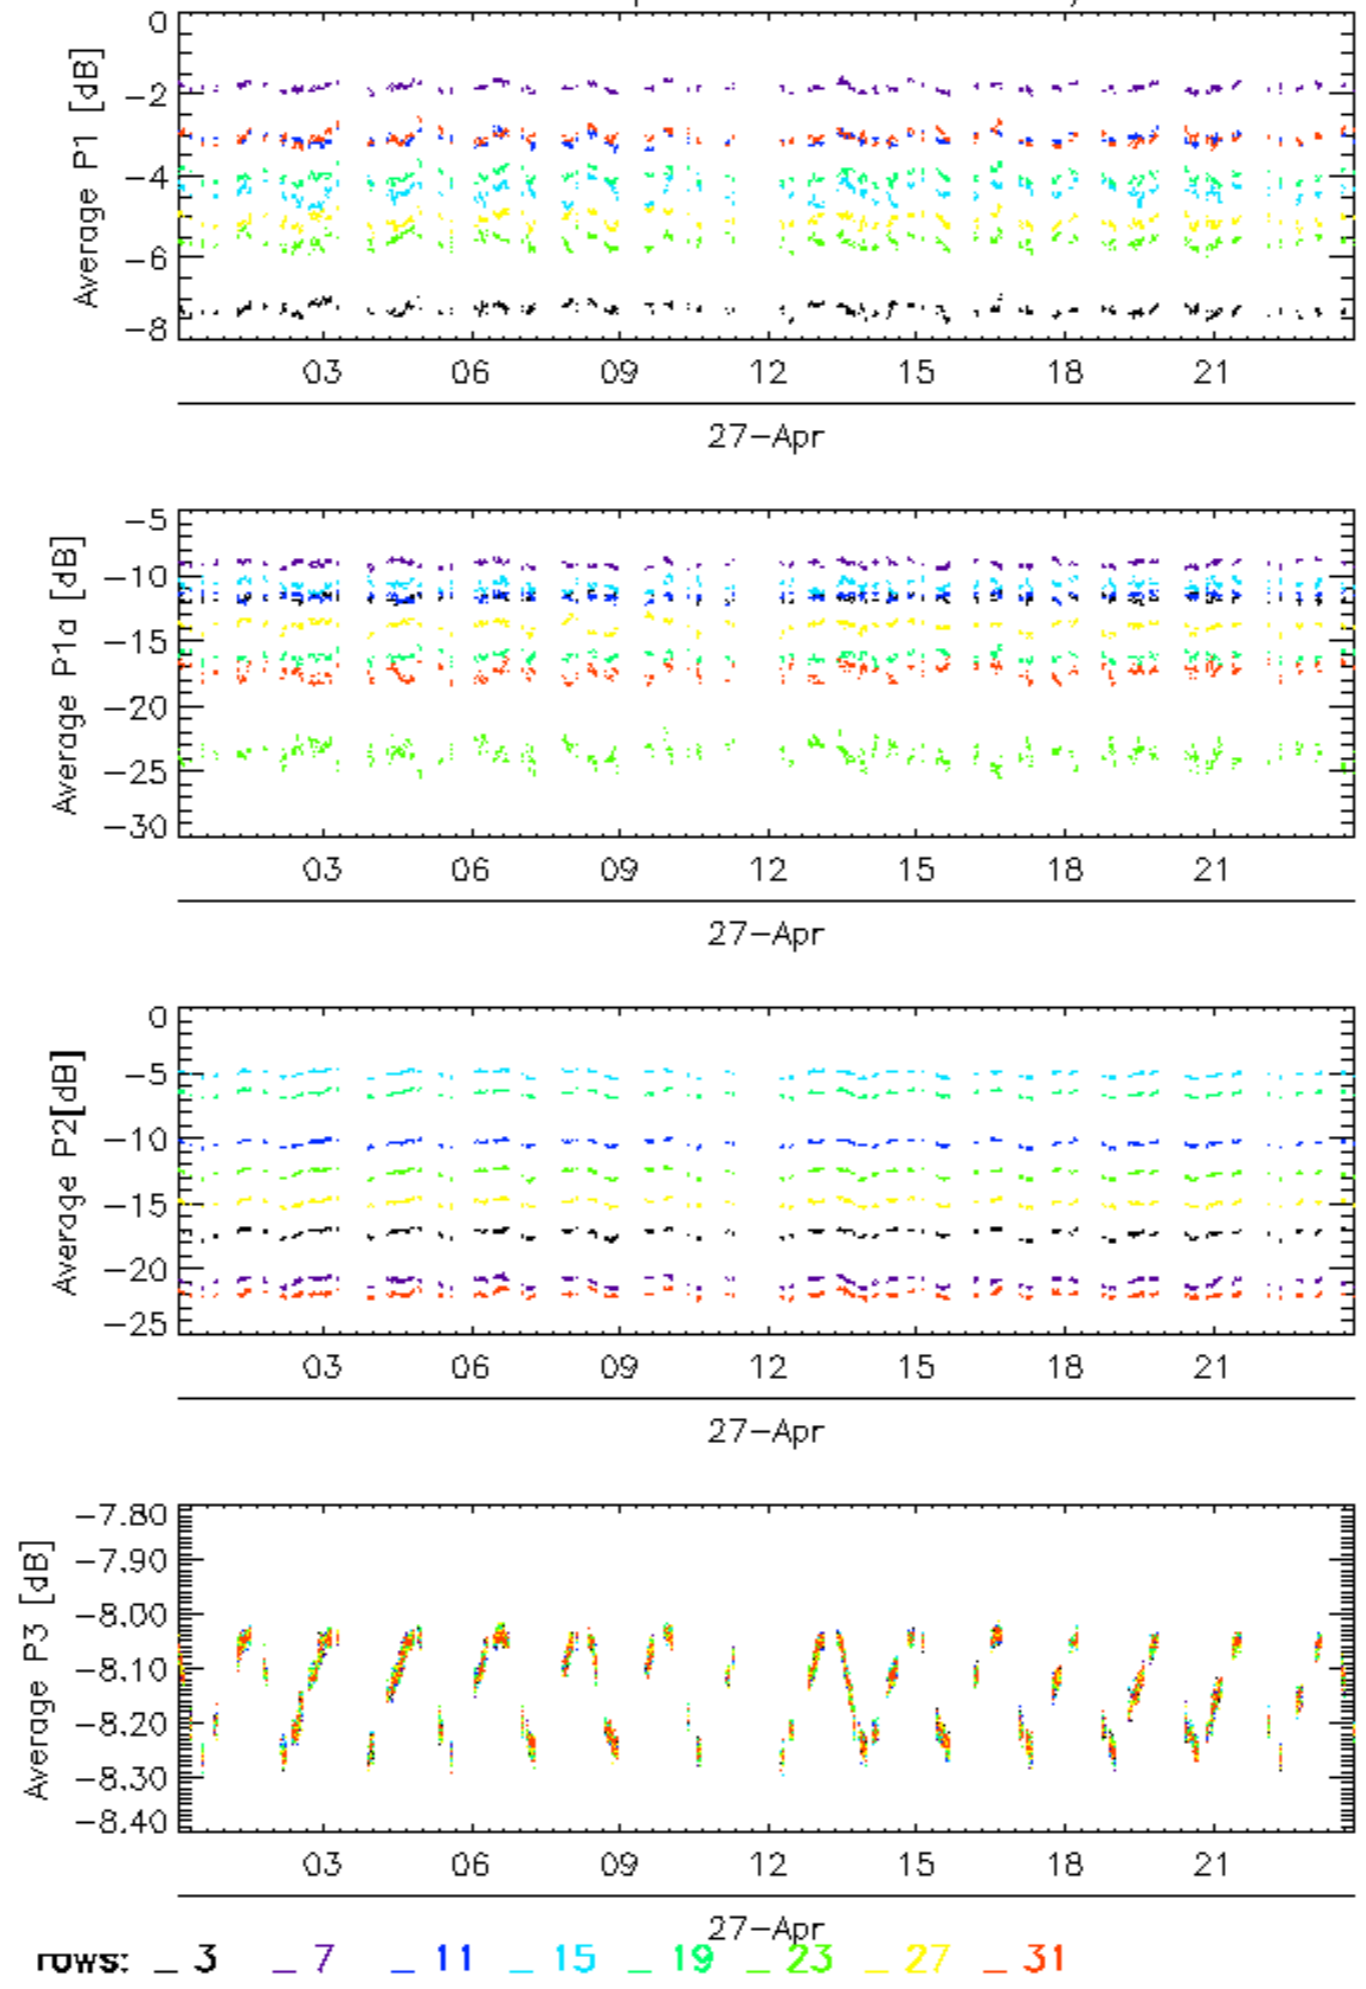 0
-2
-4
-6
-8
Average P1 [dB]
03 06 09 12 15 18 21
27-Apr
-5
-10
-15
-20
-25
-30
Average P1a [dB]
03 06 09 12 15 18 21
27-Apr
0
-5
-10
-15
-20
-25
Average P2[dB]
03 06 09 12 15 18 21
27-Apr
-7.80
-7.90
-8.00
-8.10
-8.20
-8.30
-8.40
Average P3 [dB]
03 06 09 12 15 18 21
27-Apr
rows: _ 3 _ 7 _ 11 _ 15 _ 19 _ 23 _ 27 _ 31